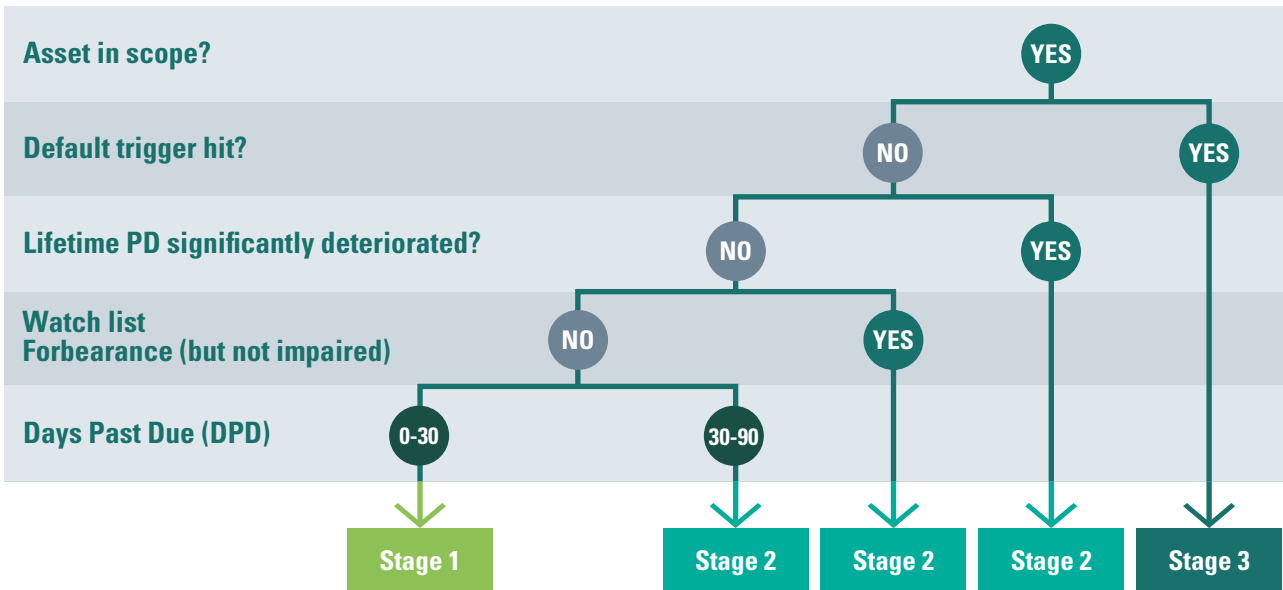 Asset in scope?
YES
Default trigger hit?
NO
YES
Lifetime PD significantly deteriorated?
NO
YES
Watch list
Forbearance (but not impaired)
NO
YES
Days Past Due (DPD)
0-30
30-90
Stage 1
Stage 2
Stage 2
Stage 2
Stage 3